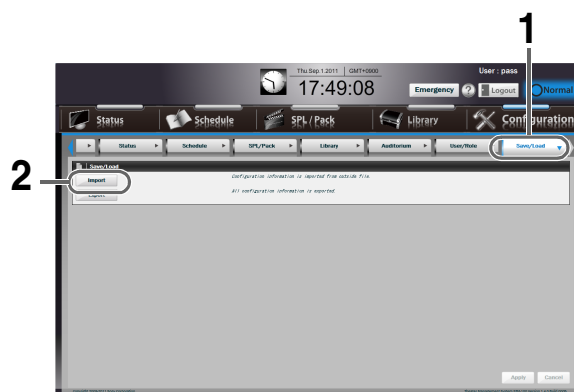 1
Thu.Sep 1.2011 GMT+0900
17:49:08
User : pass
Emergency ? Logout Normal
Status Schedule SPL/Pack Library Configuration
Status Schedule SPL/Pack Library Auditorium User/Role Save/Load
Save/Load
2
Import Configuration information is imported from outside file.
Export All configuration information is exported.
Apply Cancel